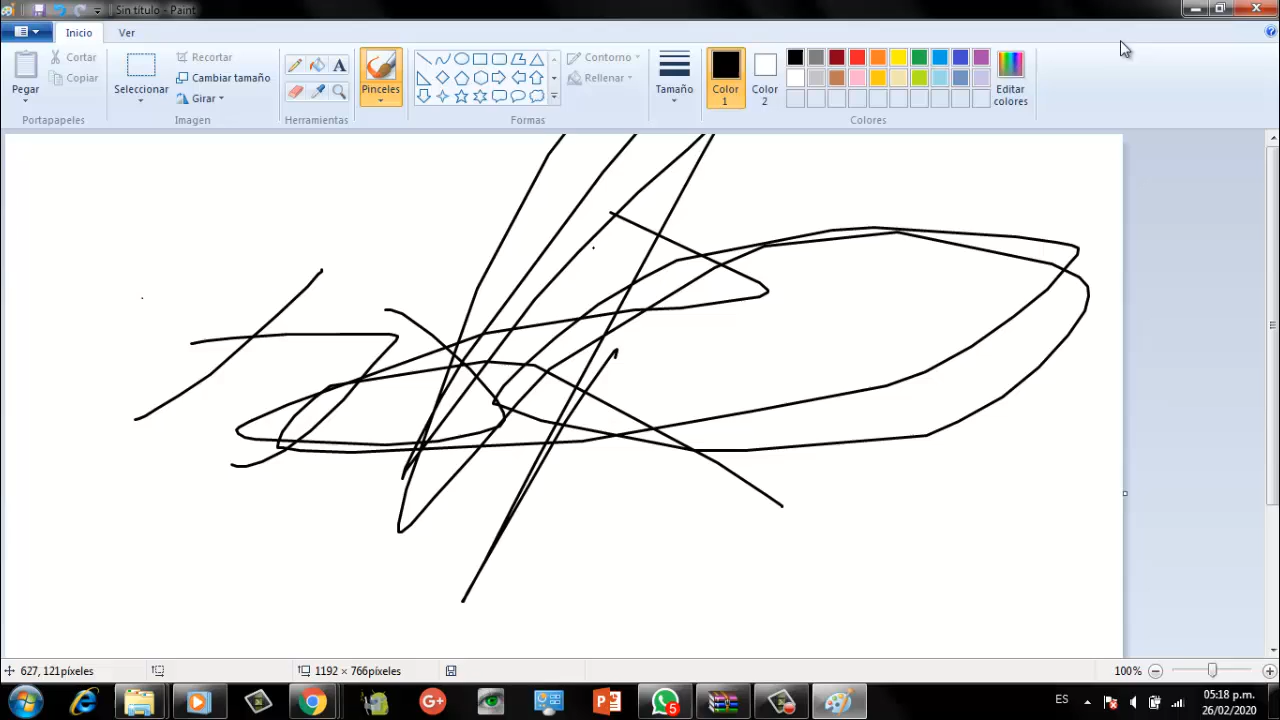 Sin título - Paint
Inicio
Ver
Pegar
Cortar
Copiar
Portapapeles
Seleccionar
Recortar
Cambiar tamaño
Girar
Imagen
A
Herramientas
Pinceles
Contorno
Rellenar
Formas
Tamaño
Color
1
Color
2
Editar
colores
Colores
627, 121píxeles
1192 × 766píxeles
100%
5
ES
05:18 p.m.
26/02/2020